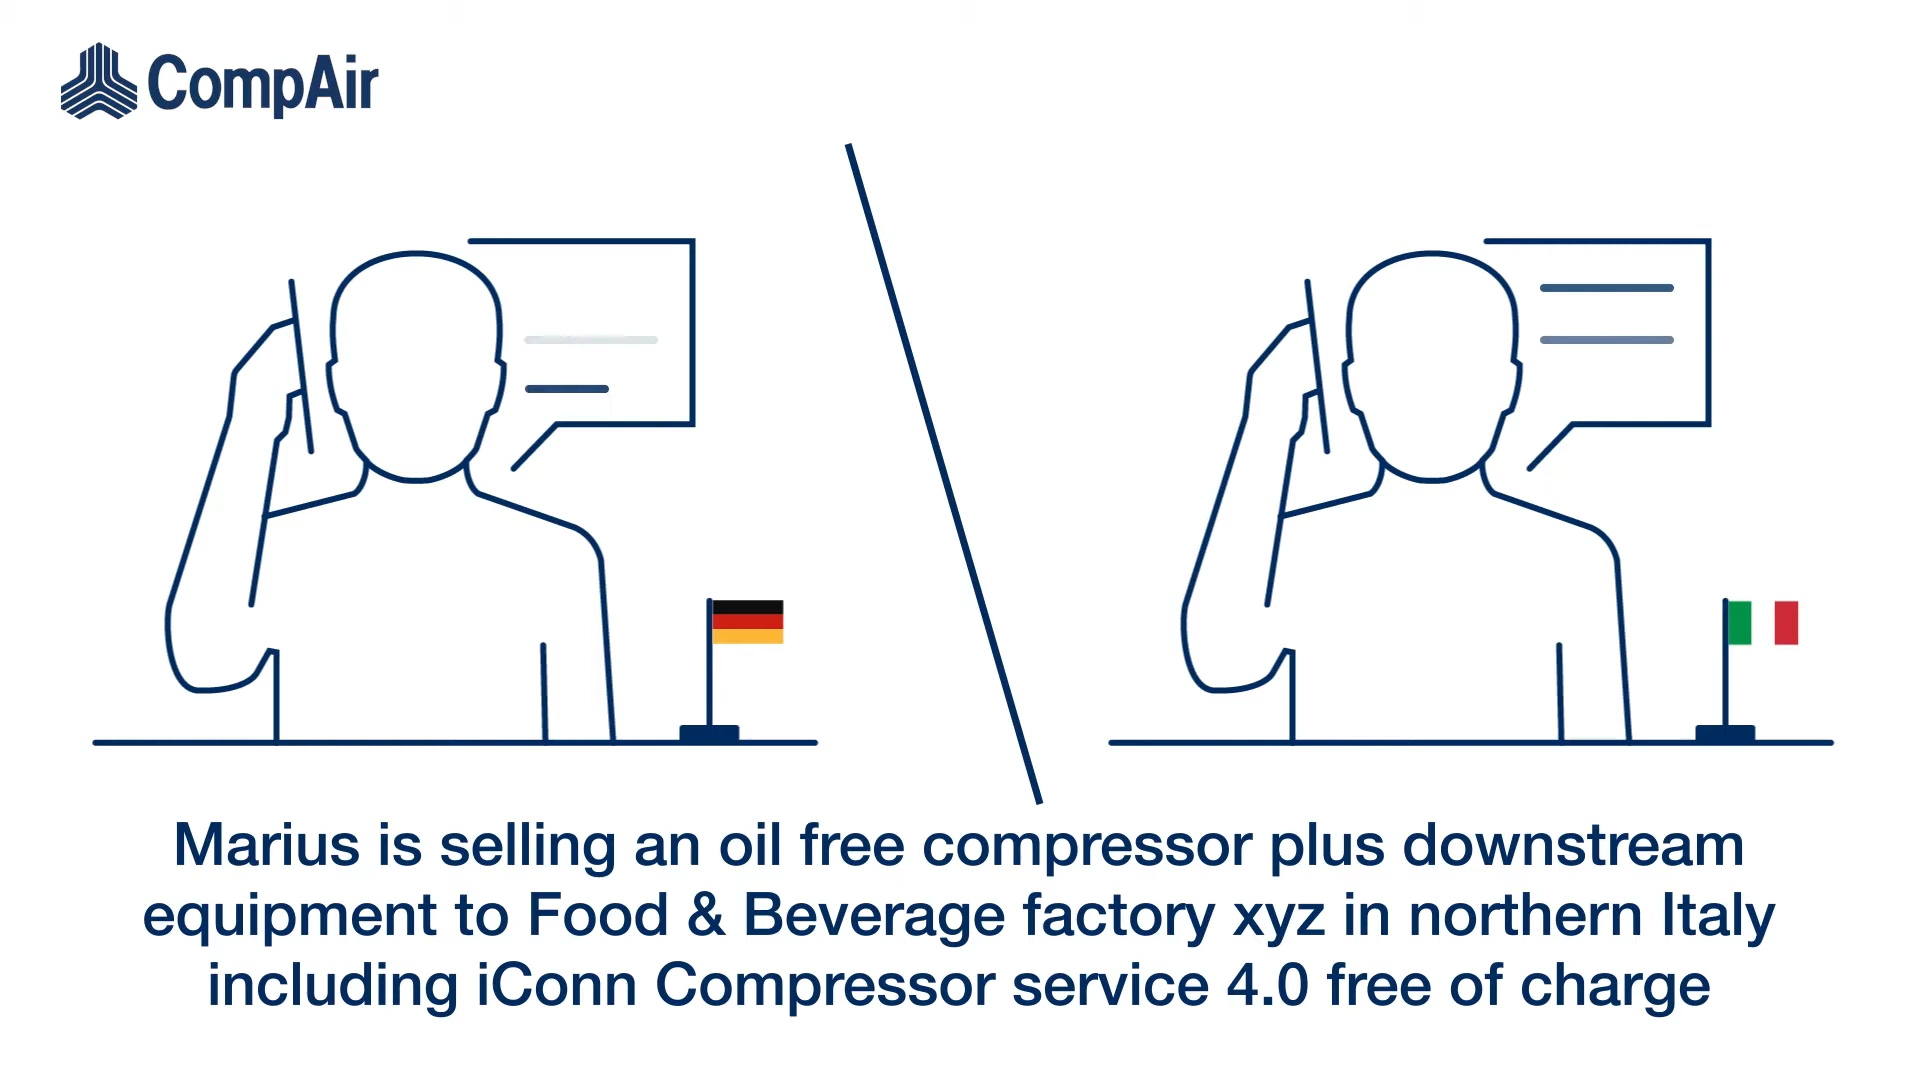 CompAir
Marius is selling an oil free compressor plus downstream
equipment to Food & Beverage factory xyz in northern Italy
including iConn Compressor service 4.0 free of charge